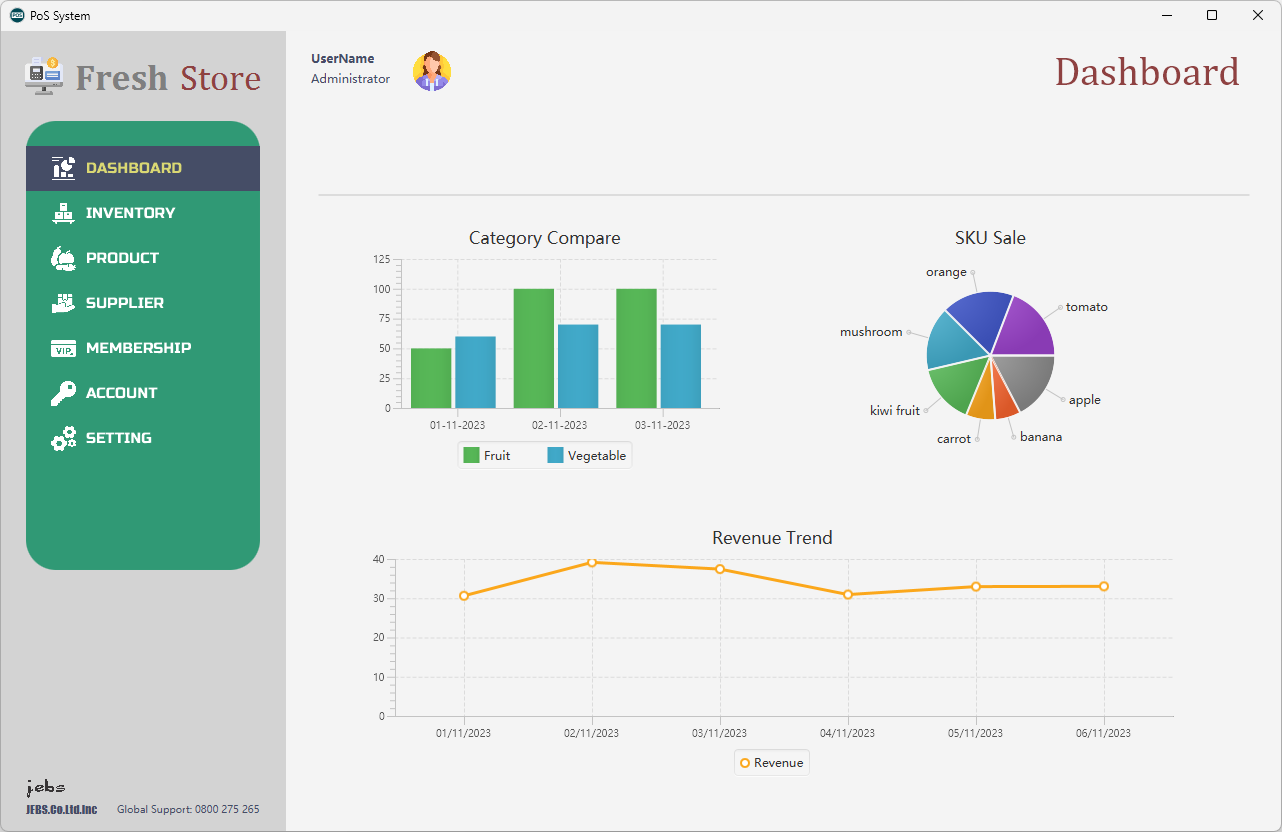 PoS System
Fresh Store
DASHBOARD
INVENTORY
PRODUCT
SUPPLIER
VIP.
MEMBERSHIP
ACCOUNT
SETTING
jebs
JEBS.Co.Ltd.Inc
Global Support: 0800 275 265
UserName
Administrator
Dashboard
Category Compare
125
100
75
50
25
0
01-11-2023
02-11-2023
03-11-2023
Fruit
Vegetable
SKU Sale
orange
tomato
mushroom
kiwi fruit
apple
carrot
banana
Revenue Trend
40
30
20
10
0
01/11/2023
02/11/2023
03/11/2023
04/11/2023
05/11/2023
06/11/2023
Revenue